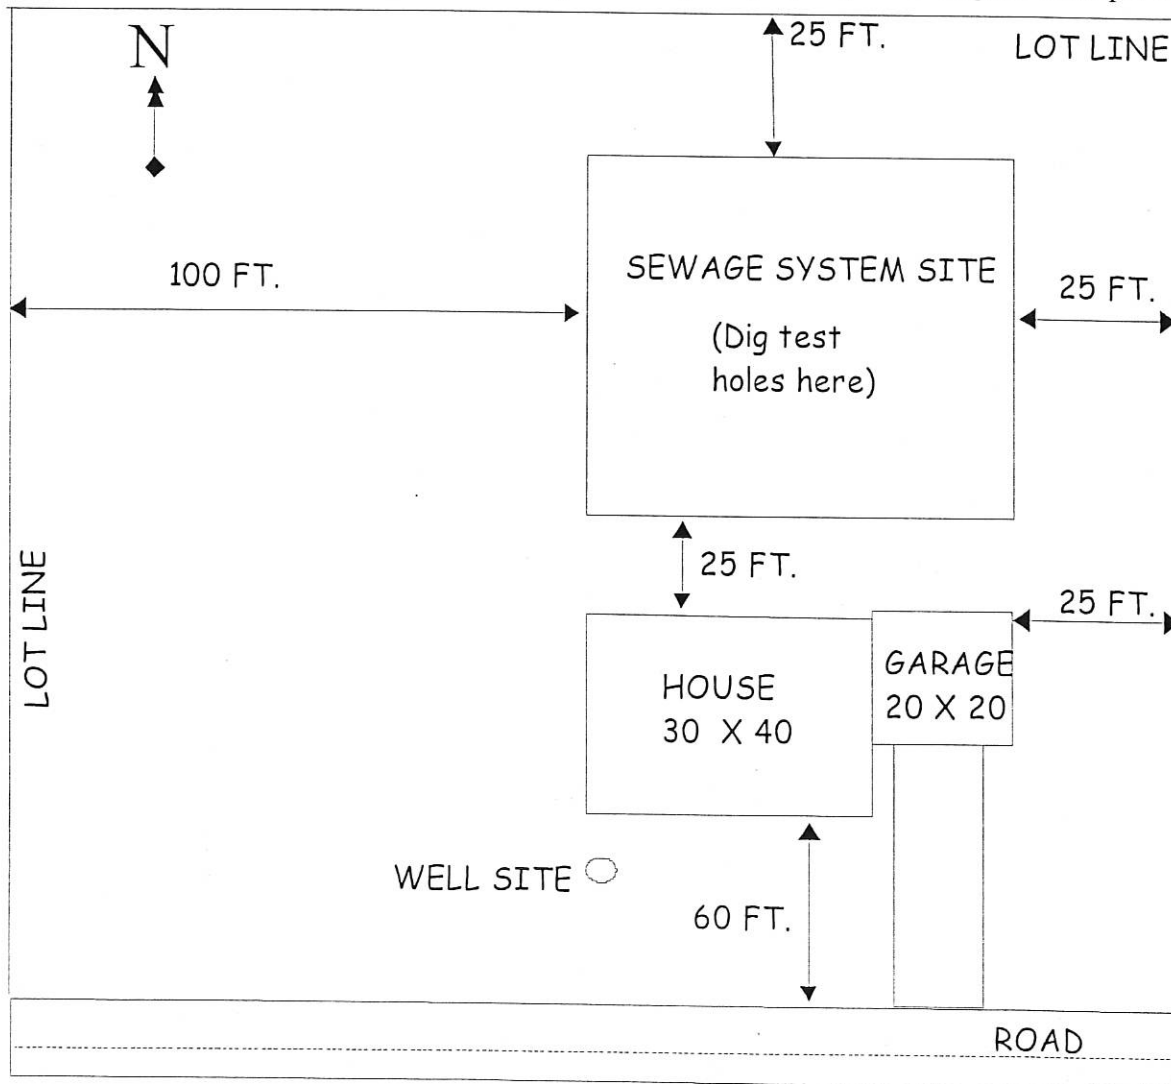 25 FT.
LOT LINE
N
SEWAGE SYSTEM SITE
100 FT.
25 FT.
(Dig test
holes here)
LOT LINE
25 FT.
25 FT.
GARAGE
20 X 20
HOUSE
30 X 40
WELL SITE
60 FT.
ROAD